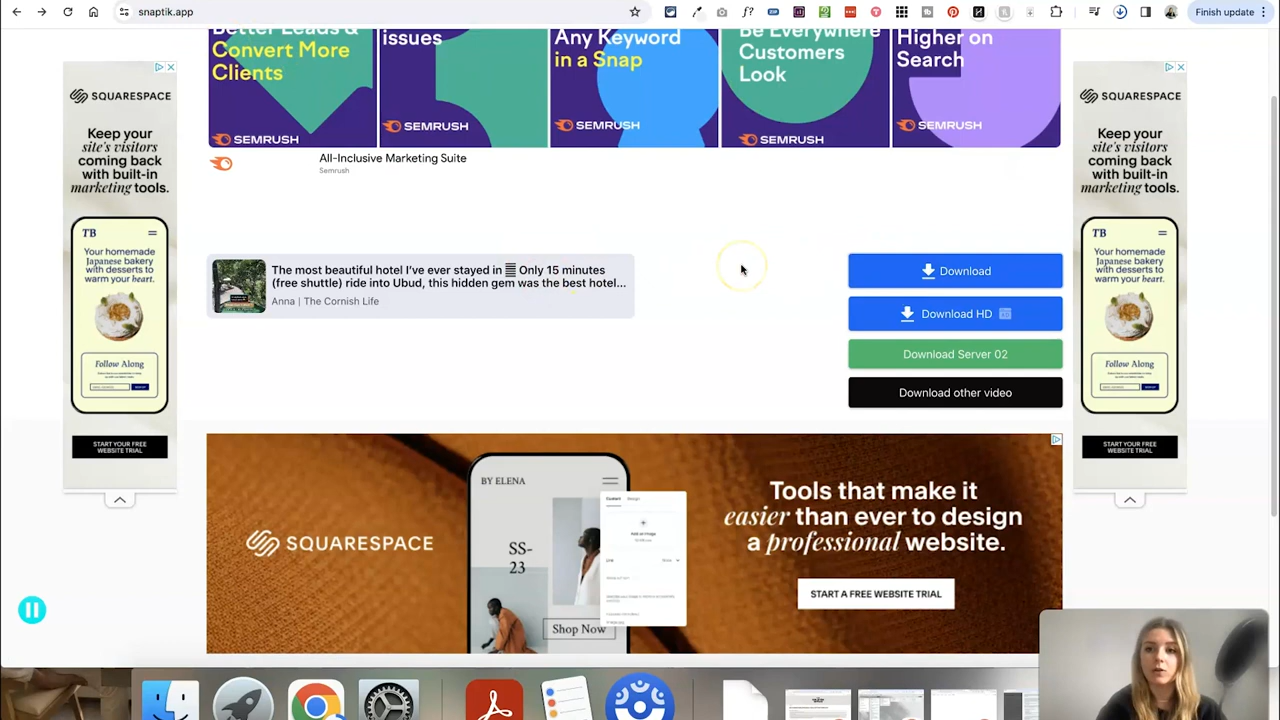 snaptik.app
Finish update
Better Leads &
Convert More
Clients
issues
Any Keyword
in a Snap
Be Everywhere
Customers
Look
Higher on
Search
SEMRUSH
SEMRUSH
SEMRUSH
SEMRUSH
SEMRUSH
All-Inclusive Marketing Suite
Semrush
SQUARESPACE
Keep your
site's visitors
coming back
with built-in
marketing tools.
TB
Your homemade
Japanese bakery
with desserts to
warm your heart.
Follow Along
START YOUR FREE
WEBSITE TRIAL
The most beautiful hotel I've ever stayed in Only 15 minutes
(free shuttle) ride into Ubud, this hidden gem was the best hotel...
Anna | The Cornish Life
Download
Download HD
Download Server 02
Download other video
SQUARESPACE
Keep your
site's visitors
coming back
with built-in
marketing tools.
TB
Your homemade
Japanese bakery
with desserts to
warm your heart.
Follow Along
START YOUR FREE
WEBSITE TRIAL
SQUARESPACE
BY ELENA
SS-
23
Shop Now
Tools that make it
easier than ever to design
a professional website.
START A FREE WEBSITE TRIAL